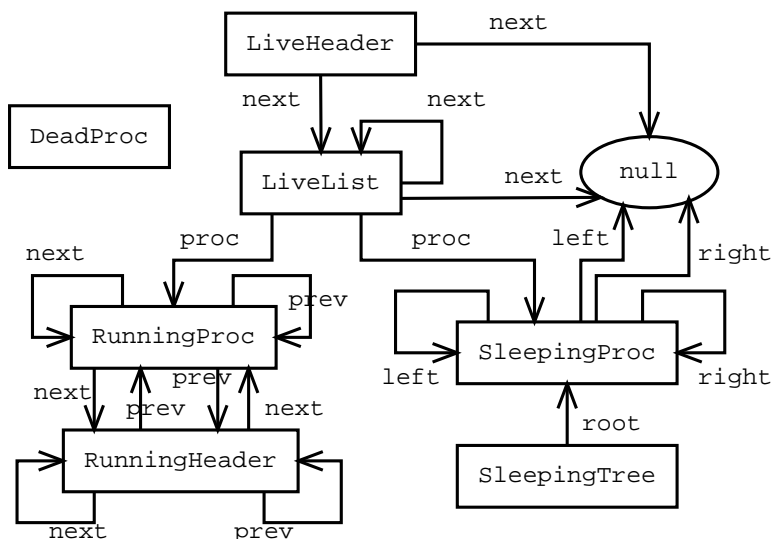 LiveHeader
next
next
next
DeadProc
LiveList
next
null
proc
proc
left
right
next
prev
RunningProc
SleepingProc
left
right
next
prev
prev
next
root
RunningHeader
SleepingTree
next
prev